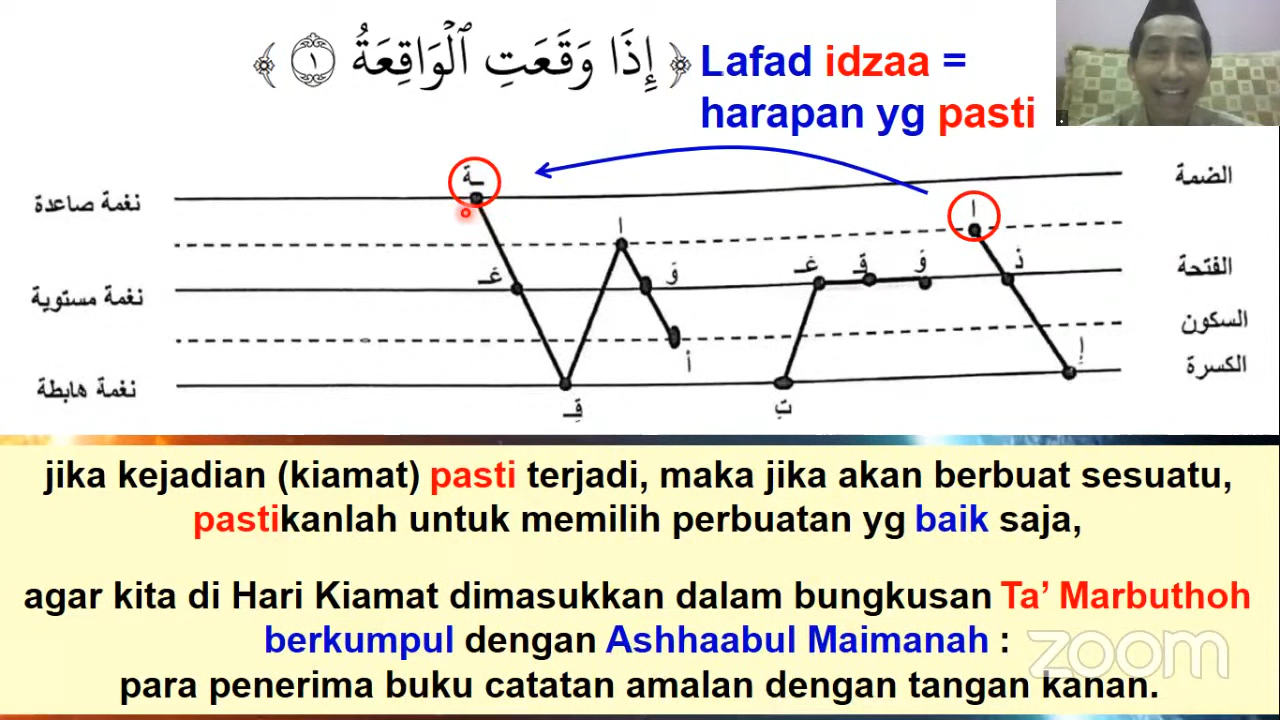 ﴿ إِذَا وَقَعَتِ ٱلْوَاقِعَةُ ١ ﴾
Lafad idzaa =
harapan yg pasti
الضمة
نغمة صاعدة
ـة
ا
ا
عَـ
وَ
عَـ
قَـ
وَ
ذَ
الفتحة
نغمة مستوية
السكون
أ
إِ
الكسرة
نغمة هابطة
قِـ
تِ
jika kejadian (kiamat) pasti terjadi, maka jika akan berbuat sesuatu,
pastikanlah untuk memilih perbuatan yg baik saja,
agar kita di Hari Kiamat dimasukkan dalam bungkusan Ta’ Marbuthoh
berkumpul dengan Ashhaabul Maimanah :
para penerima buku catatan amalan dengan tangan kanan.
zoom